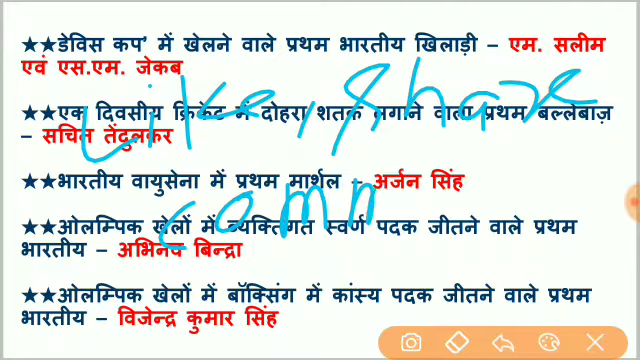 ★★डेविस कप' में खेलने वाले प्रथम भारतीय खिलाड़ी – एम. सलीम
एवं एस.एम. जेकब
★★एक दिवसीय क्रिकेट में दोहरा शतक लगाने वाला प्रथम बल्लेबाज़
– सचिन तेंदुलकर
★★भारतीय वायुसेना में प्रथम मार्शल – अर्जन सिंह
★★ओलम्पिक खेलों में व्यक्तिगत स्वर्ण पदक जीतने वाले प्रथम
भारतीय – अभिनव बिन्द्रा
★★ओलम्पिक खेलों में बॉक्सिंग में कांस्य पदक जीतने वाले प्रथम
भारतीय – विजेन्द्र कुमार सिंह
Like, Share
comm